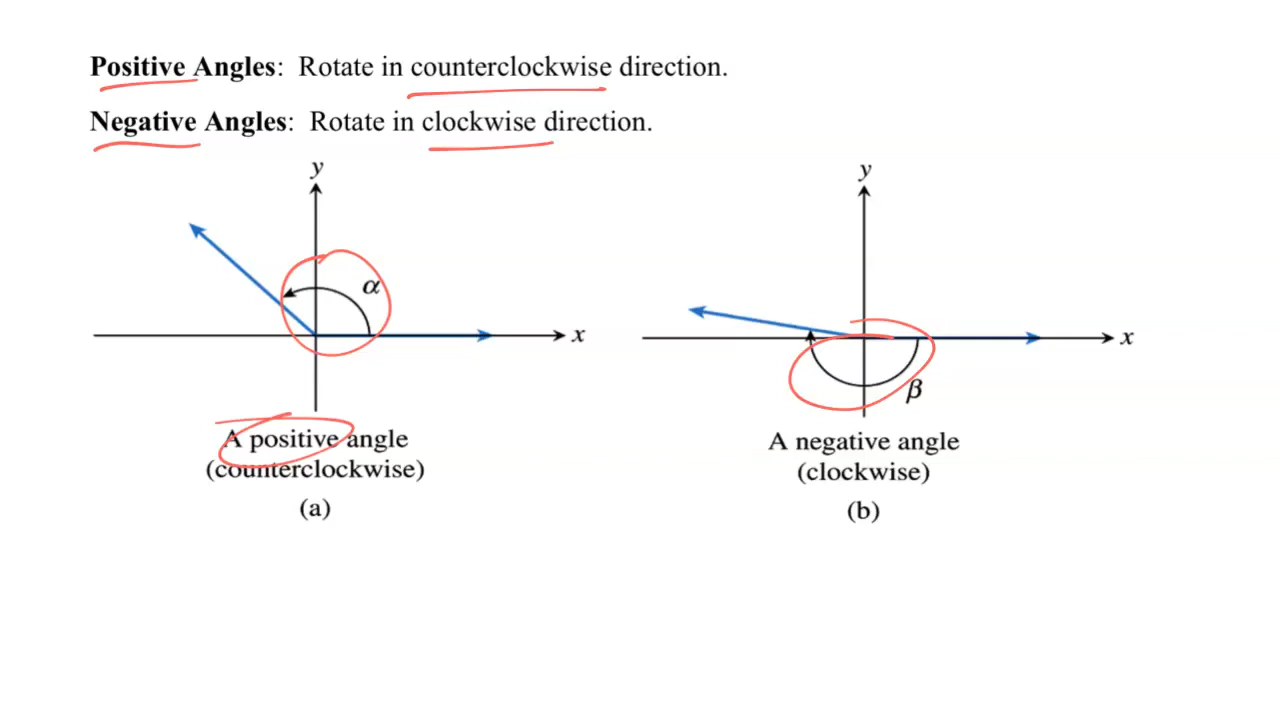 Positive Angles: Rotate in counterclockwise direction.
Negative Angles: Rotate in clockwise direction.
y
α
x
A positive angle
(counterclockwise)
(a)
y
x
β
A negative angle
(clockwise)
(b)